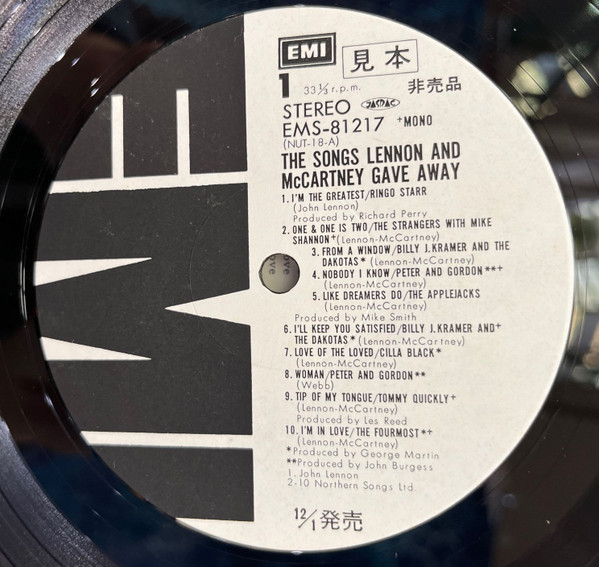 EMI
見本
1
33 1/3 r.p.m.
非売品
STEREO JASRAC
EMS-81217 +MONO
(NUT-18-A)
THE SONGS LENNON AND
McCARTNEY GAVE AWAY
1. I'M THE GREATEST/RINGO STARR
(John Lennon)
Produced by Richard Perry
2. ONE & ONE IS TWO/THE STRANGERS WITH MIKE
SHANNON+(Lennon-McCartney)
3. FROM A WINDOW/BILLY J.KRAMER AND THE
DAKOTAS* (Lennon-McCartney)
4. NOBODY I KNOW/PETER AND GORDON**+
(Lennon-McCartney)
5. LIKE DREAMERS DO/THE APPLEJACKS
(Lennon-McCartney)
Produced by Mike Smith
6. I'LL KEEP YOU SATISFIED/BILLY J.KRAMER AND+
THE DAKOTAS* (Lennon-McCartney)
7. LOVE OF THE LOVED/CILLA BLACK*
(Lennon-McCartney)
8. WOMAN/PETER AND GORDON**
(Webb)
9. TIP OF MY TONGUE/TOMMY QUICKLY+
(Lennon-McCartney)
Produced by Les Reed
10. I'M IN LOVE/THE FOURMOST*+
(Lennon-McCartney)
*Produced by George Martin
**Produced by John Burgess
1. John Lennon
2-10 Northern Songs Ltd.
12/1発売
EMI
love